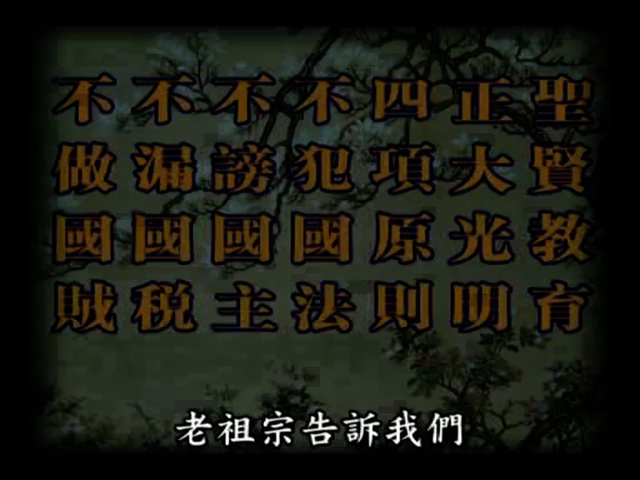 聖賢教育
正大光明
四項原則
不犯國法
不謗國主
不漏國税
不做國賊
老祖宗告訴我們